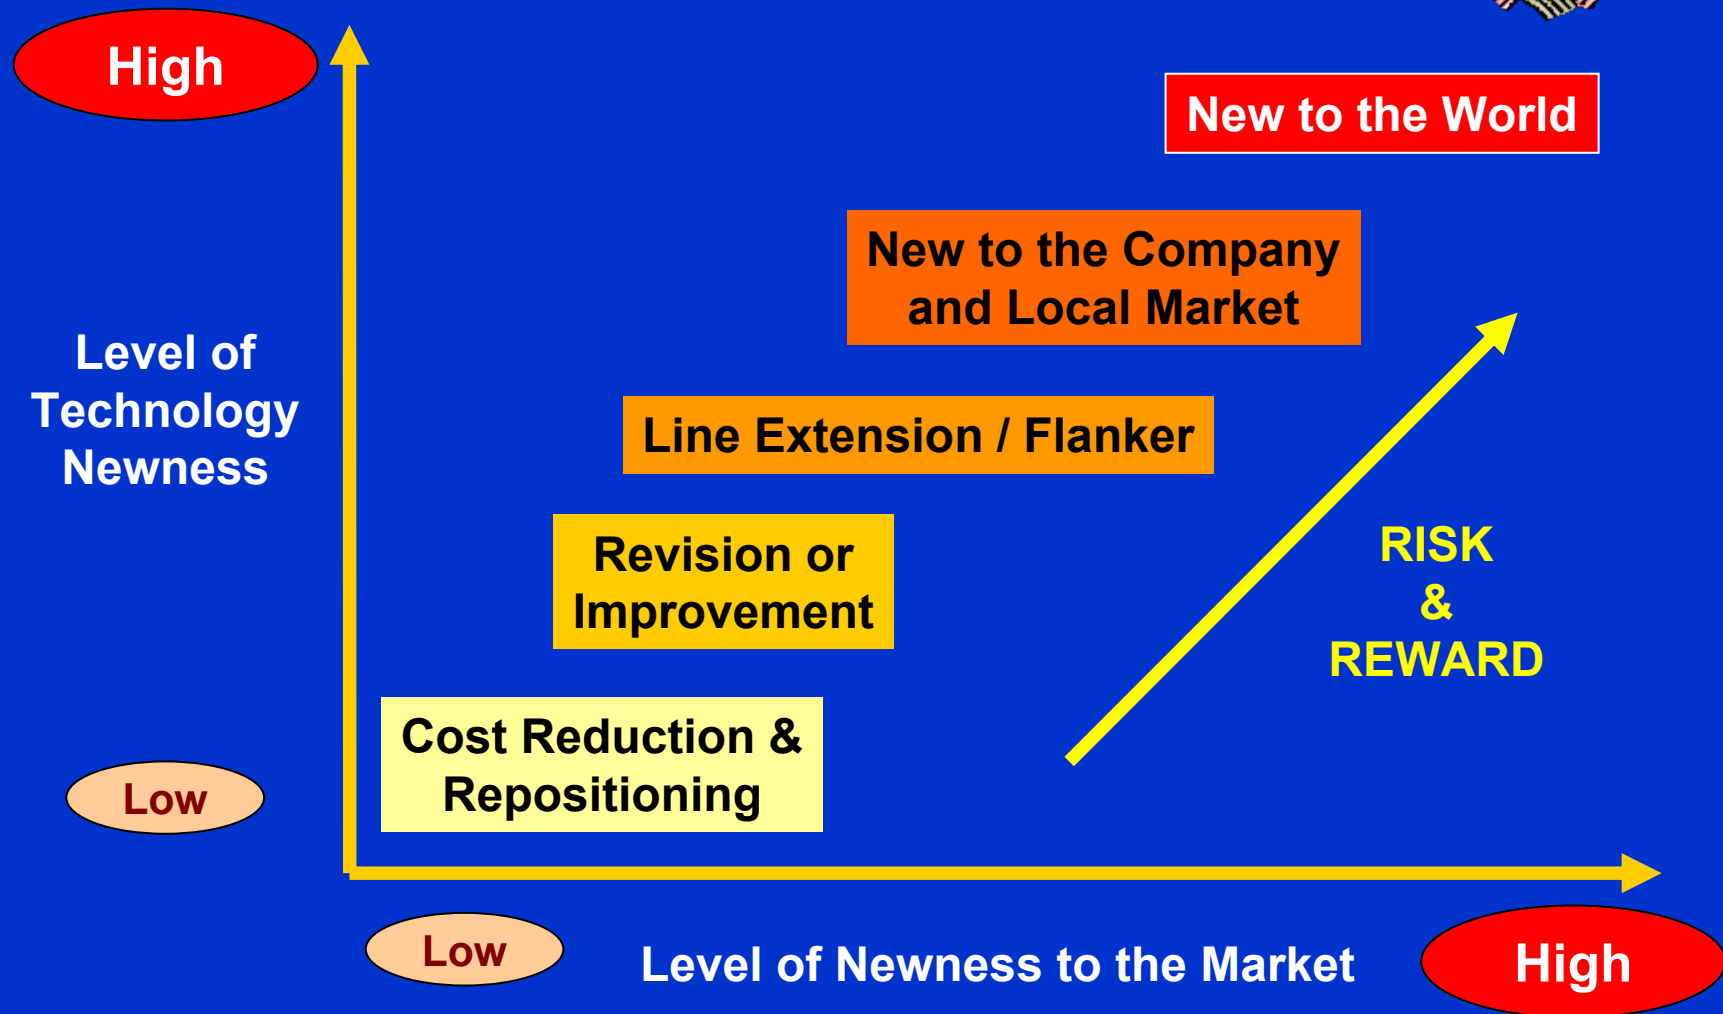 High
New to the World
New to the Company
and Local Market
Level of
Technology
Newness
Line Extension / Flanker
Revision or
Improvement
RISK
&
REWARD
Cost Reduction &
Repositioning
Low
Low
Level of Newness to the Market
High